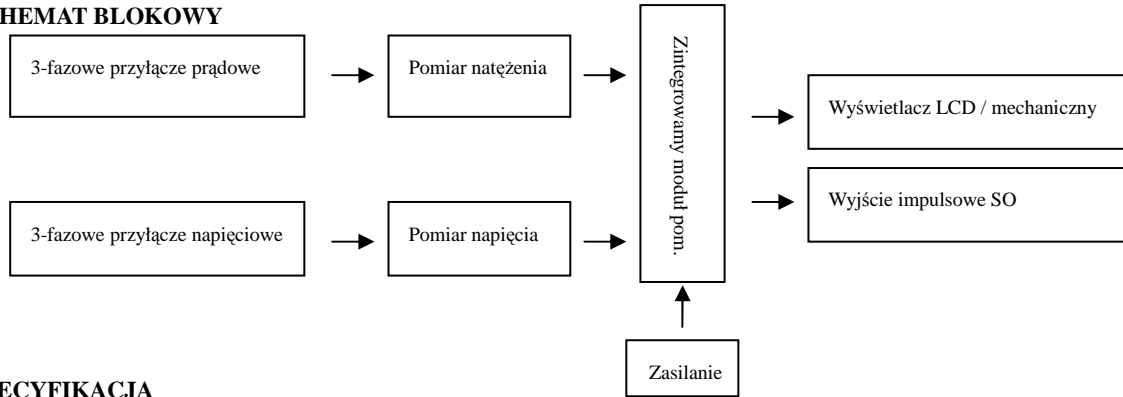 HEMAT BLOKOWY
3-fazowe przyłącze prądowe
Pomiar natężenia
Zintegrowamy moduł pom.
Wyświetlacz LCD / mechaniczny
Wyjście impulsowe SO
3-fazowe przyłącze napięciowe
Pomiar napięcia
Zasilanie
ECYFIKACJA